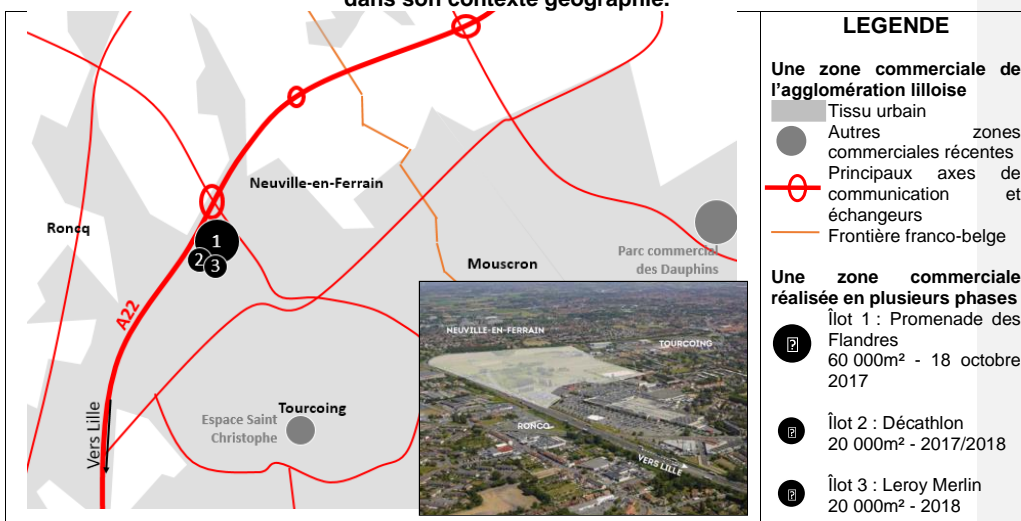 dans son contexte géographie.
Neuville-en-Ferrain
Roncq
1
2
3
Parc commercial
des Dauphins
Mouscron
A22
Vers Lille
Espace Saint
Christophe
Tourcoing
NEUVILLE-EN-FERRAIN
TOURCOING
RONCQ
VERS LILLE
LEGENDE
Une zone commerciale de
l'agglomération lilloise
Tissu urbain
Autres zones
commerciales récentes
Principaux axes de
communication et
échangeurs
Frontière franco-belge
Une zone commerciale
réalisée en plusieurs phases
Îlot 1 : Promenade des
Flandres
60 000m² - 18 octobre
2017
Îlot 2 : Décathlon
20 000m² - 2017/2018
Îlot 3 : Leroy Merlin
20 000m² - 2018